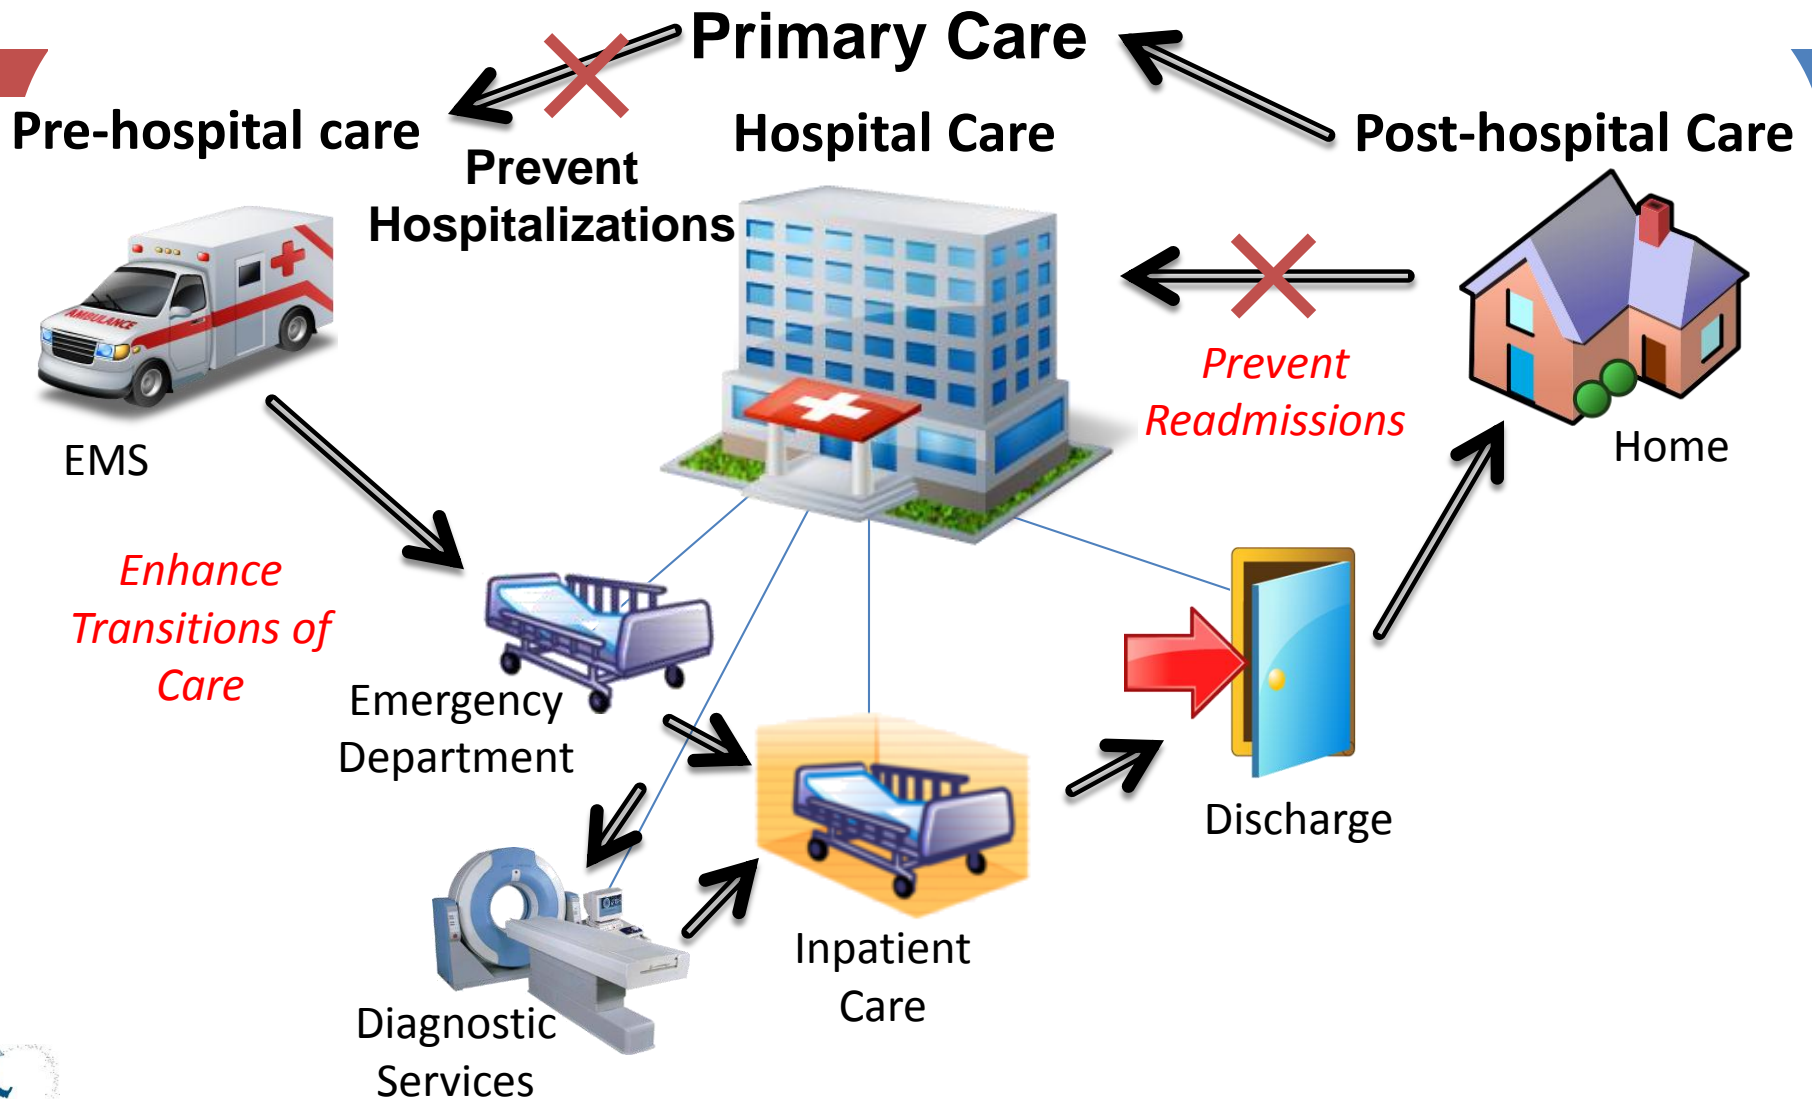 Primary Care
Pre-hospital care
Hospital Care
Post-hospital Care
Prevent
Hospitalizations
AMBULANCE
EMS
Prevent
Readmissions
Home
Enhance
Transitions of
Care
Emergency
Department
Discharge
Inpatient
Care
Diagnostic
Services